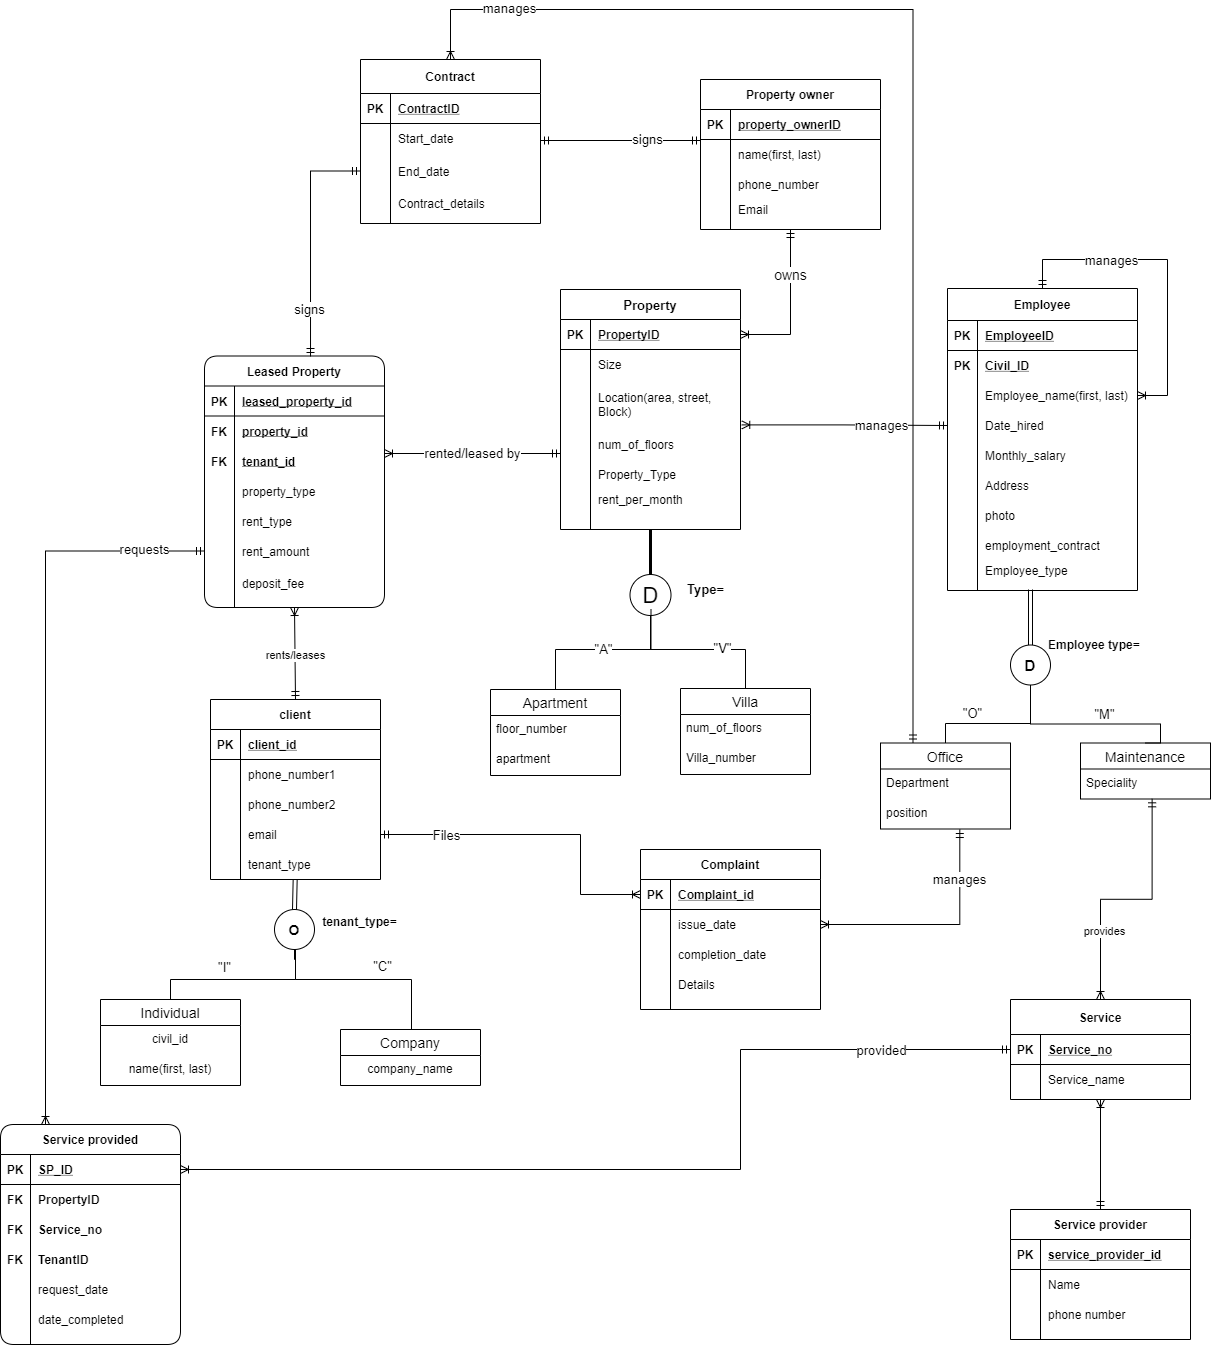 manages
Contract
PK ContractID
Start_date
End_date
Contract_details
signs
Property owner
PK property_ownerID
name(first, last)
phone_number
Email
owns
signs
Property
PK PropertyID
Size
Location(area, street,
Block)
num_of_floors
Property_Type
rent_per_month
manages
Employee
PK EmployeeID
PK Civil_ID
Employee_name(first, last)
Date_hired
Monthly_salary
Address
photo
employment_contract
Employee_type
manages
Leased Property
PK leased_property_id
FK property_id
FK tenant_id
property_type
rent_type
rent_amount
deposit_fee
rented/leased by
requests
rents/leases
D
Type=
"A"
"V"
Apartment
floor_number
apartment
Villa
num_of_floors
Villa_number
D
Employee type=
"O"
"M"
Office
Department
position
Maintenance
Speciality
client
PK client_id
phone_number1
phone_number2
email
tenant_type
Files
manages
provides
Complaint
PK Complaint_id
issue_date
completion_date
Details
O
tenant_type=
"I"
"C"
Individual
civil_id
name(first, last)
Company
company_name
provided
Service
PK Service_no
Service_name
Service provided
PK SP_ID
FK PropertyID
FK Service_no
FK TenantID
request_date
date_completed
Service provider
PK service_provider_id
Name
phone number